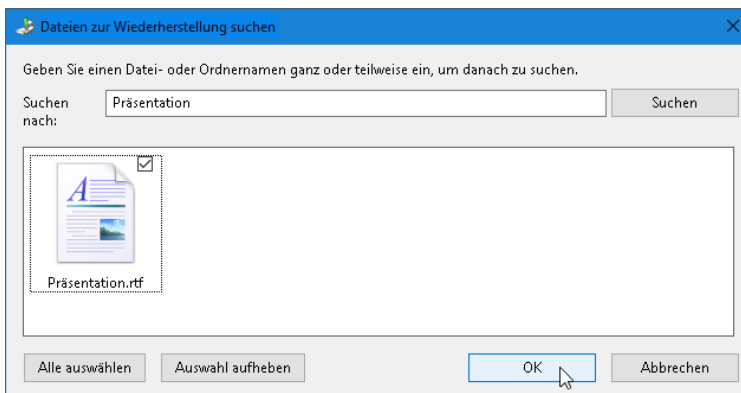 Dateien zur Wiederherstellung suchen
Geben Sie einen Datei- oder Ordnernamen ganz oder teilweise ein, um danach zu suchen.
Suchen nach:
Präsentation
Suchen
A
Präsentation.rtf
Alle auswählen
Auswahl aufheben
OK
Abbrechen